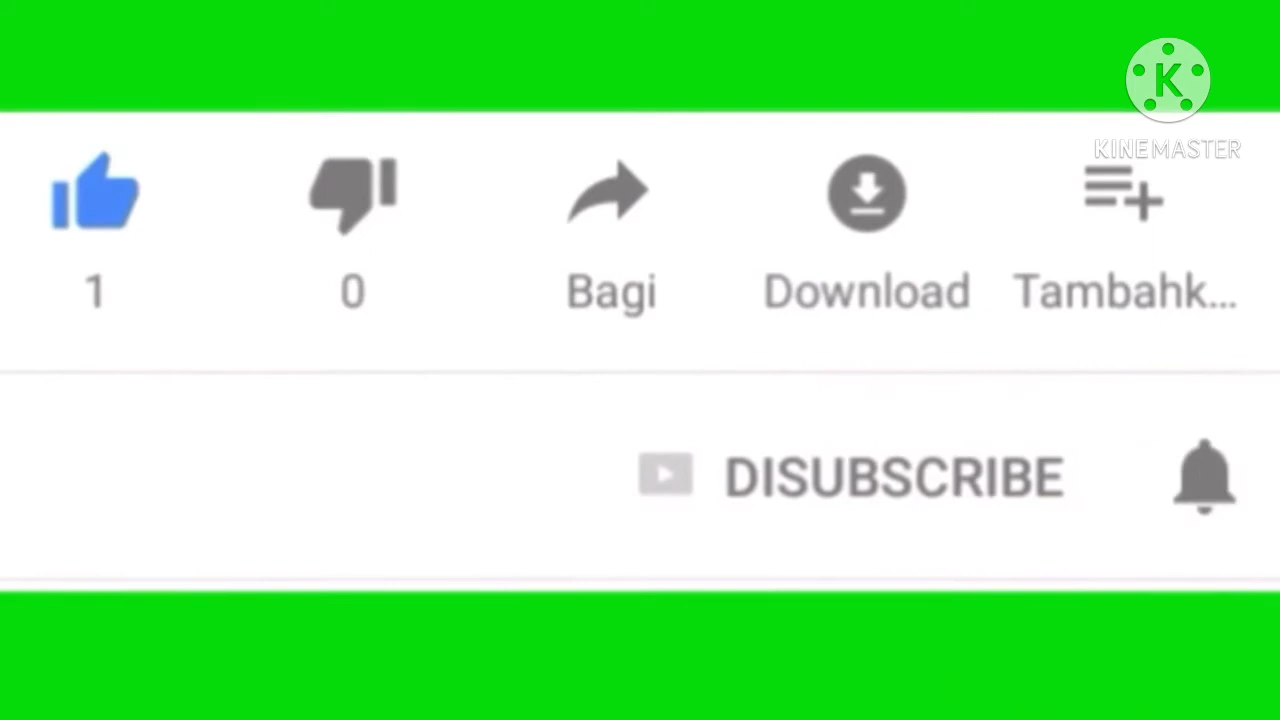 K
KINEMASTER
1
0
Bagi
Download
Tambahk...
DISUBSCRIBE